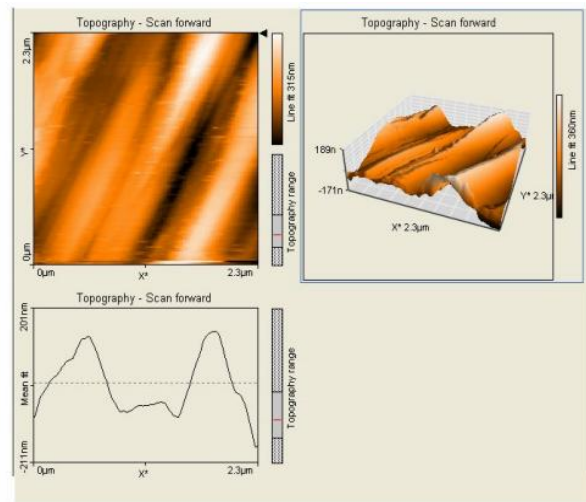 Topography - Scan forward
2.3µm
Y*
0µm
0µm
X*
2.3µm
Line fit 315nm
Topography range
Topography - Scan forward
189n
-171n
X* 2.3µm
Y* 2.3µ
Line fit 360nm
Topography - Scan forward
201nm
Mean fit
-211nm
0µm
X*
2.3µm
Topography range